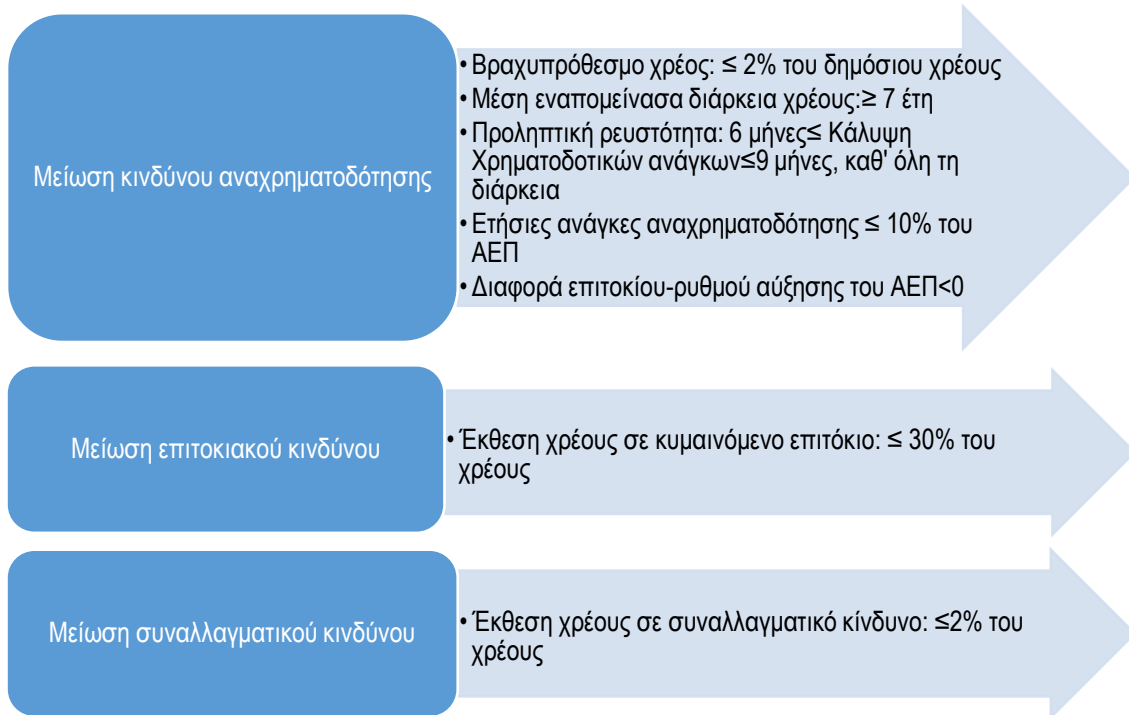 Μείωση κινδύνου αναχρηματοδότησης
• Βραχυπρόθεσμο χρέος: ≤ 2% του δημόσιου χρέους
• Μέση εναπομείνασα διάρκεια χρέους:≥ 7 έτη
• Προληπτική ρευστότητα: 6 μήνες≤ Κάλυψη
Χρηματοδοτικών ανάγκων≤9 μήνες, καθ' όλη τη
διάρκεια
• Ετήσιες ανάγκες αναχρηματοδότησης ≤ 10% του
ΑΕΠ
• Διαφορά επιτοκίου-ρυθμού αύξησης του ΑΕΠ<0
Μείωση επιτοκιακού κινδύνου
• Έκθεση χρέους σε κυμαινόμενο επιτόκιο: ≤ 30% του
χρέους
Μείωση συναλλαγματικού κινδύνου
• Έκθεση χρέους σε συναλλαγματικό κίνδυνο: ≤2% του
χρέους